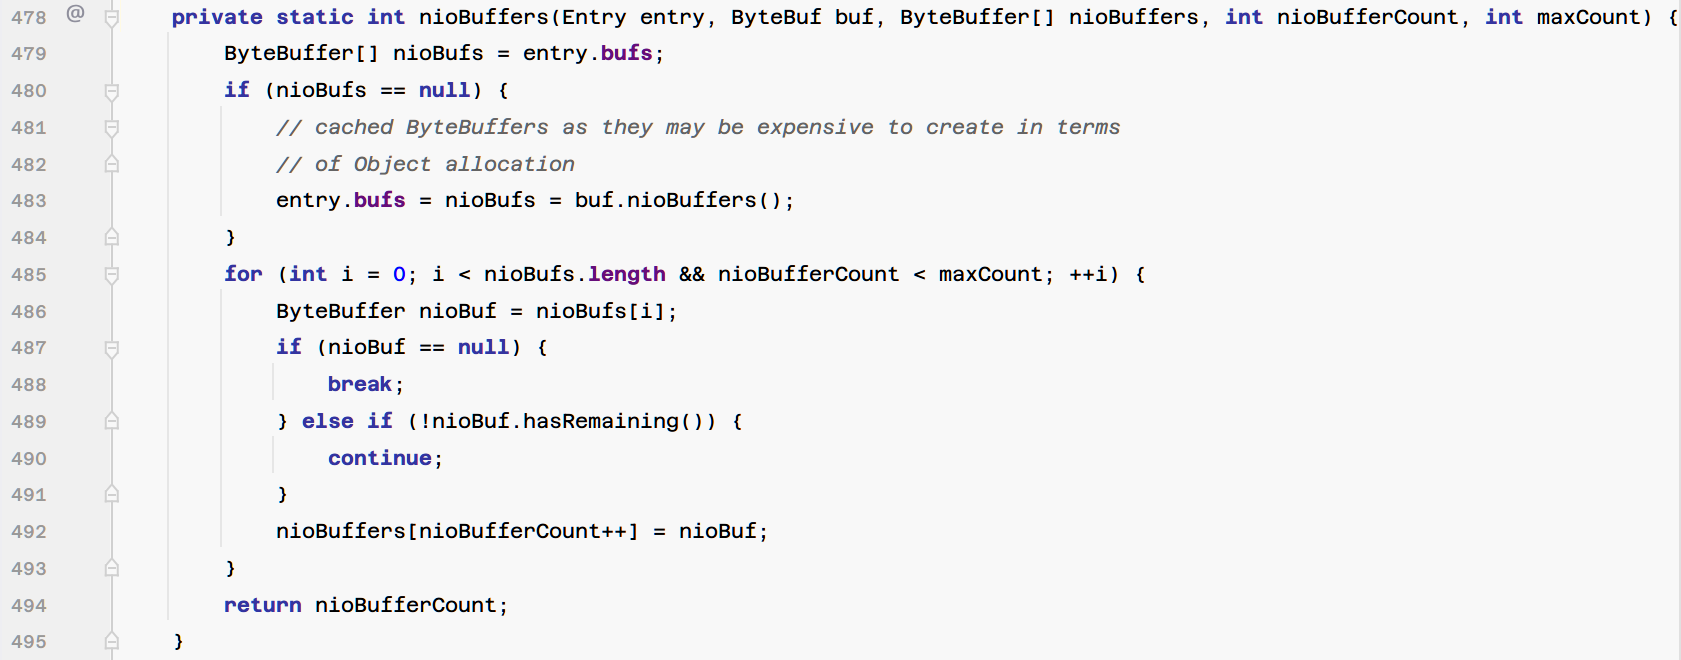 478 @ private static int nioBuffers(Entry entry, ByteBuf buf, ByteBuffer[] nioBuffers, int nioBufferCount, int maxCount) {
479 ByteBuffer[] nioBufs = entry.bufs;
480 if (nioBufs == null) {
481 // cached ByteBuffers as they may be expensive to create in terms
482 // of Object allocation
483 entry.bufs = nioBufs = buf.nioBuffers();
484 }
485 for (int i = 0; i < nioBufs.length && nioBufferCount < maxCount; ++i) {
486 ByteBuffer nioBuf = nioBufs[i];
487 if (nioBuf == null) {
488 break;
489 } else if (!nioBuf.hasRemaining()) {
490 continue;
491 }
492 nioBuffers[nioBufferCount++] = nioBuf;
493 }
494 return nioBufferCount;
495 }